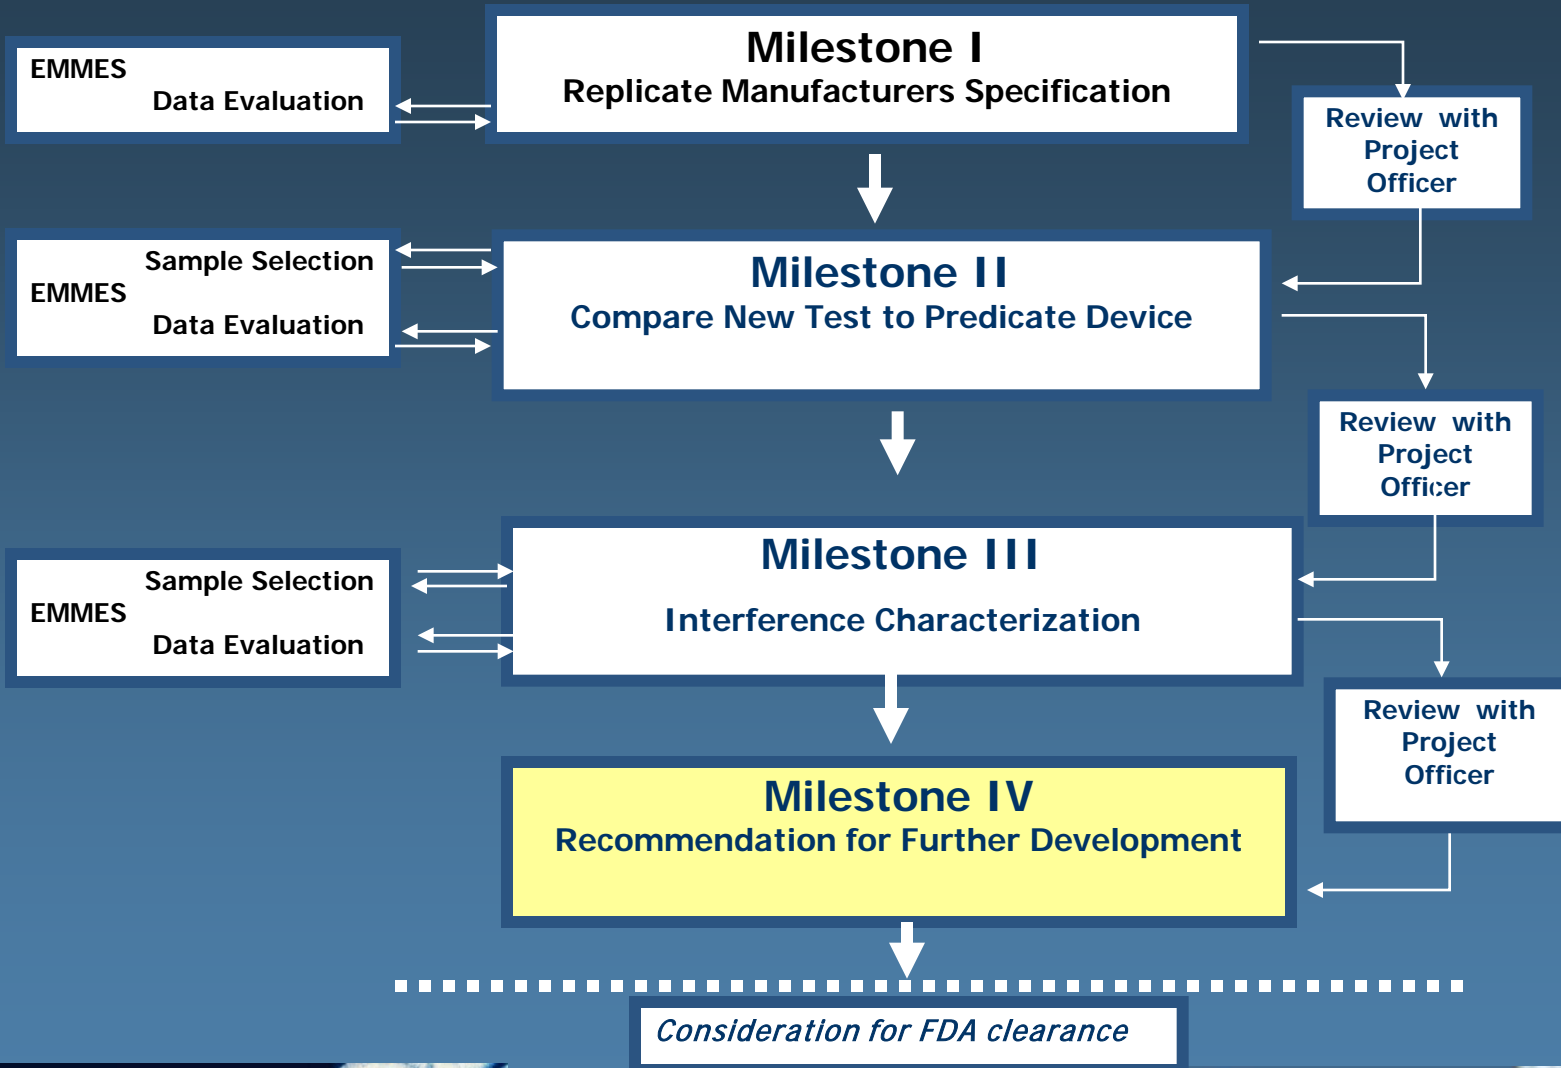 Milestone I
Replicate Manufacturers Specification
EMMES
Data Evaluation
Review with
Project
Officer
Sample Selection
EMMES
Data Evaluation
Milestone II
Compare New Test to Predicate Device
Review with
Project
Officer
Sample Selection
EMMES
Data Evaluation
Milestone III
Interference Characterization
Review with
Project
Officer
Milestone IV
Recommendation for Further Development
Consideration for FDA clearance